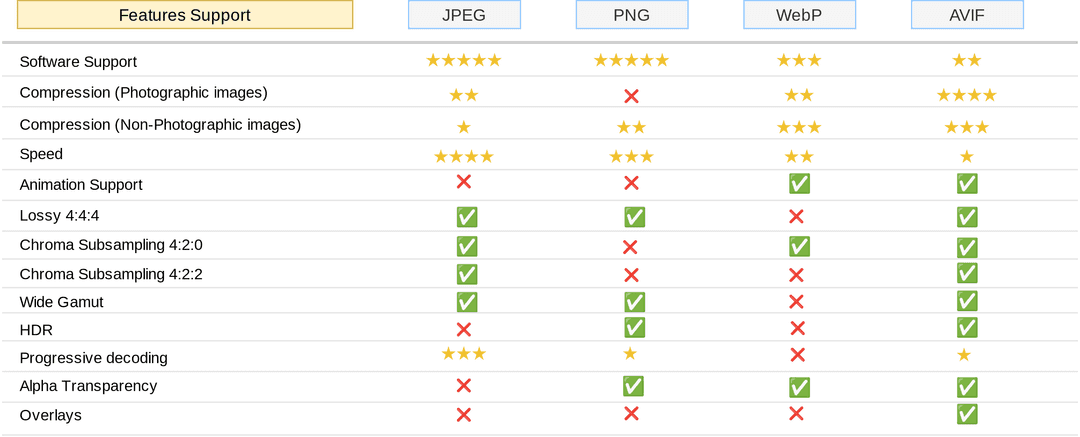 Features Support JPEG PNG WebP AVIF
Software Support ★★★★★ ★★★★★ ★★★ ★★
Compression (Photographic images) ★★ ❌ ★★ ★★★★
Compression (Non-Photographic images) ★ ★★ ★★★ ★★★
Speed ★★★★ ★★★ ★★ ★
Animation Support ❌ ❌ ✅ ✅
Lossy 4:4:4 ✅ ✅ ❌ ✅
Chroma Subsampling 4:2:0 ✅ ❌ ✅ ✅
Chroma Subsampling 4:2:2 ✅ ❌ ❌ ✅
Wide Gamut ✅ ✅ ❌ ✅
HDR ❌ ✅ ❌ ✅
Progressive decoding ★★★ ★ ❌ ★
Alpha Transparency ❌ ✅ ✅ ✅
Overlays ❌ ❌ ❌ ✅